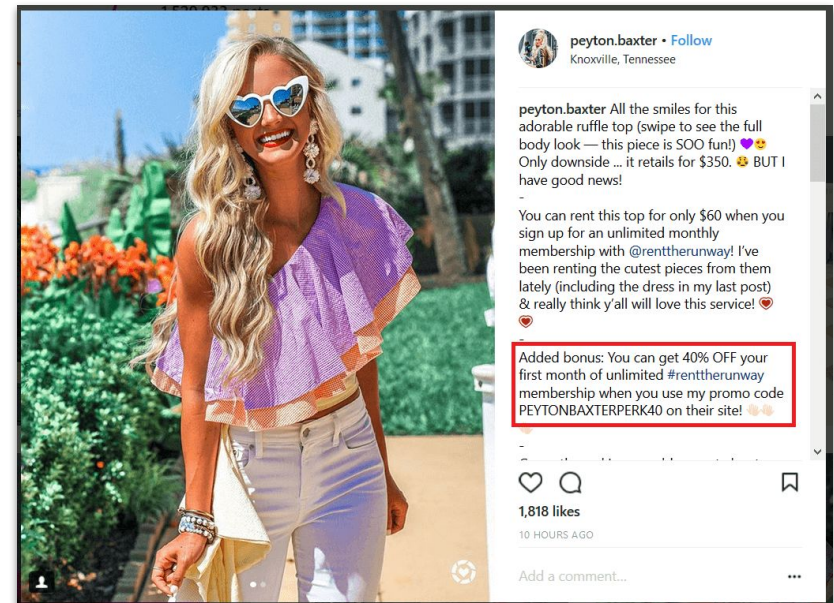 peyton.baxter • Follow
Knoxville, Tennessee
peyton.baxter All the smiles for this
adorable ruffle top (swipe to see the full
body look — this piece is SOO fun!) 💜😍
Only downside ... it retails for $350. 😤 BUT I
have good news!
-
You can rent this top for only $60 when you
sign up for an unlimited monthly
membership with @renttherunway! I've
been renting the cutest pieces from them
lately (including the dress in my last post)
& really think y'all will love this service! 💟
💟
-
Added bonus: You can get 40% OFF your
first month of unlimited #renttherunway
membership when you use my promo code
PEYTONBAXTERPERK40 on their site! 👏🏻👏🏻
-
1,818 likes
10 HOURS AGO
Add a comment...